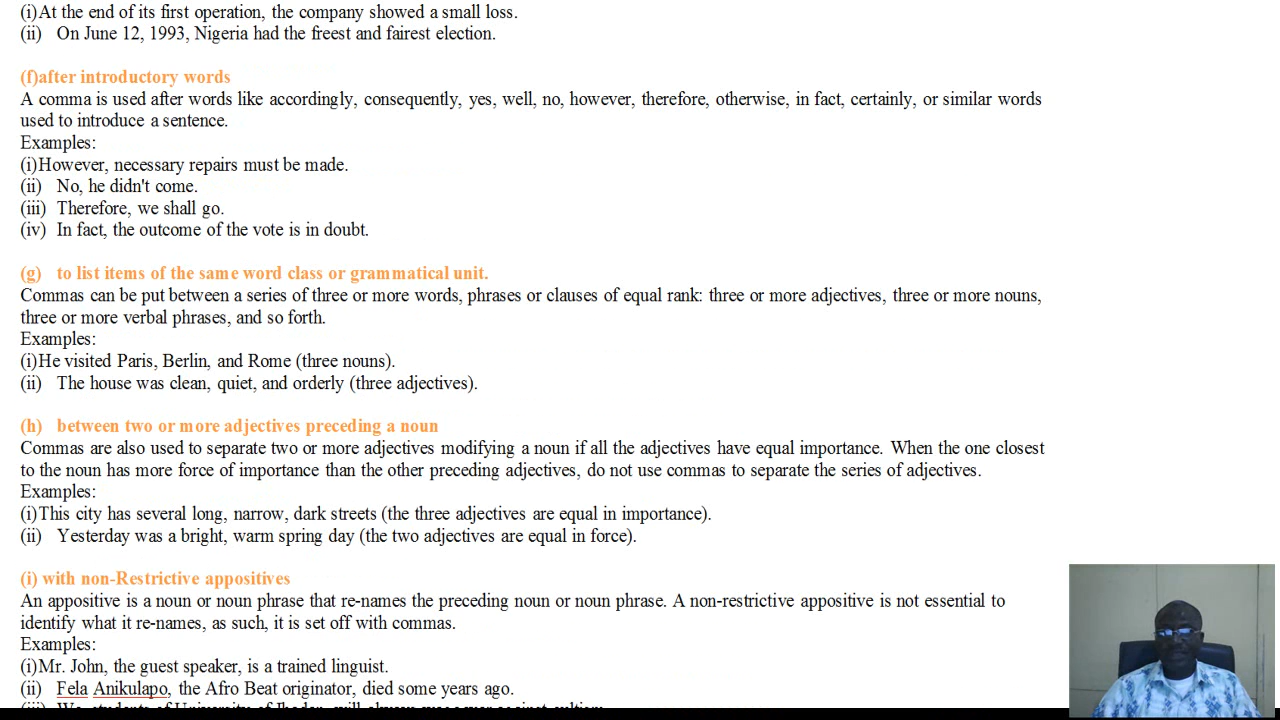 (i)At the end of its first operation, the company showed a small loss.
(ii) On June 12, 1993, Nigeria had the freest and fairest election.
(f)after introductory words
A comma is used after words like accordingly, consequently, yes, well, no, however, therefore, otherwise, in fact, certainly, or similar words
used to introduce a sentence.
Examples:
(i)However, necessary repairs must be made.
(ii) No, he didn't come.
(iii) Therefore, we shall go.
(iv) In fact, the outcome of the vote is in doubt.
(g) to list items of the same word class or grammatical unit.
Commas can be put between a series of three or more words, phrases or clauses of equal rank: three or more adjectives, three or more nouns,
three or more verbal phrases, and so forth.
Examples:
(i)He visited Paris, Berlin, and Rome (three nouns).
(ii) The house was clean, quiet, and orderly (three adjectives).
(h) between two or more adjectives preceding a noun
Commas are also used to separate two or more adjectives modifying a noun if all the adjectives have equal importance. When the one closest
to the noun has more force of importance than the other preceding adjectives, do not use commas to separate the series of adjectives.
Examples:
(i)This city has several long, narrow, dark streets (the three adjectives are equal in importance).
(ii) Yesterday was a bright, warm spring day (the two adjectives are equal in force).
(i) with non-Restrictive appositives
An appositive is a noun or noun phrase that re-names the preceding noun or noun phrase. A non-restrictive appositive is not essential to
identify what it re-names, as such, it is set off with commas.
Examples:
(i)Mr. John, the guest speaker, is a trained linguist.
(ii) Fela Anikulapo, the Afro Beat originator, died some years ago.